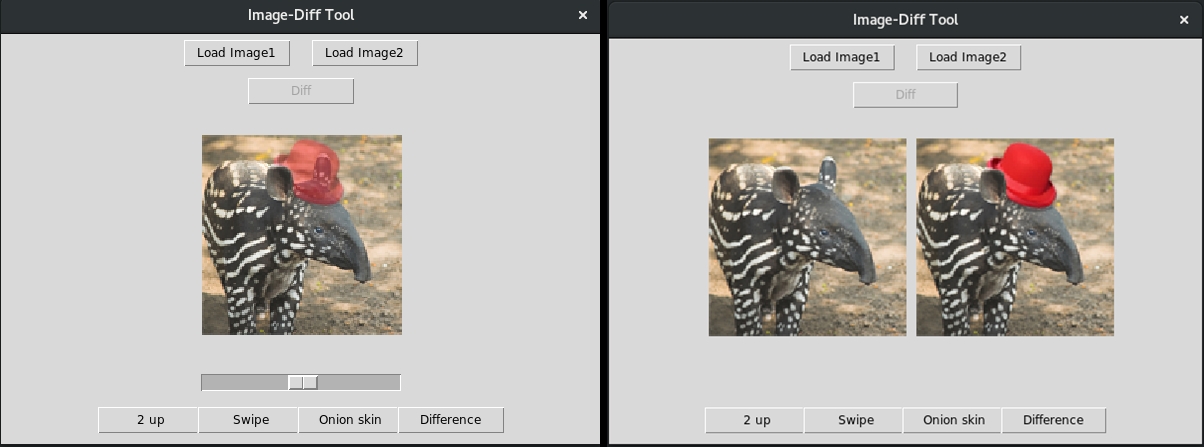 Image-Diff Tool
Load Image1 Load Image2
Diff
2 up Swipe Onion skin Difference
Image-Diff Tool
Load Image1 Load Image2
Diff
2 up Swipe Onion skin Difference